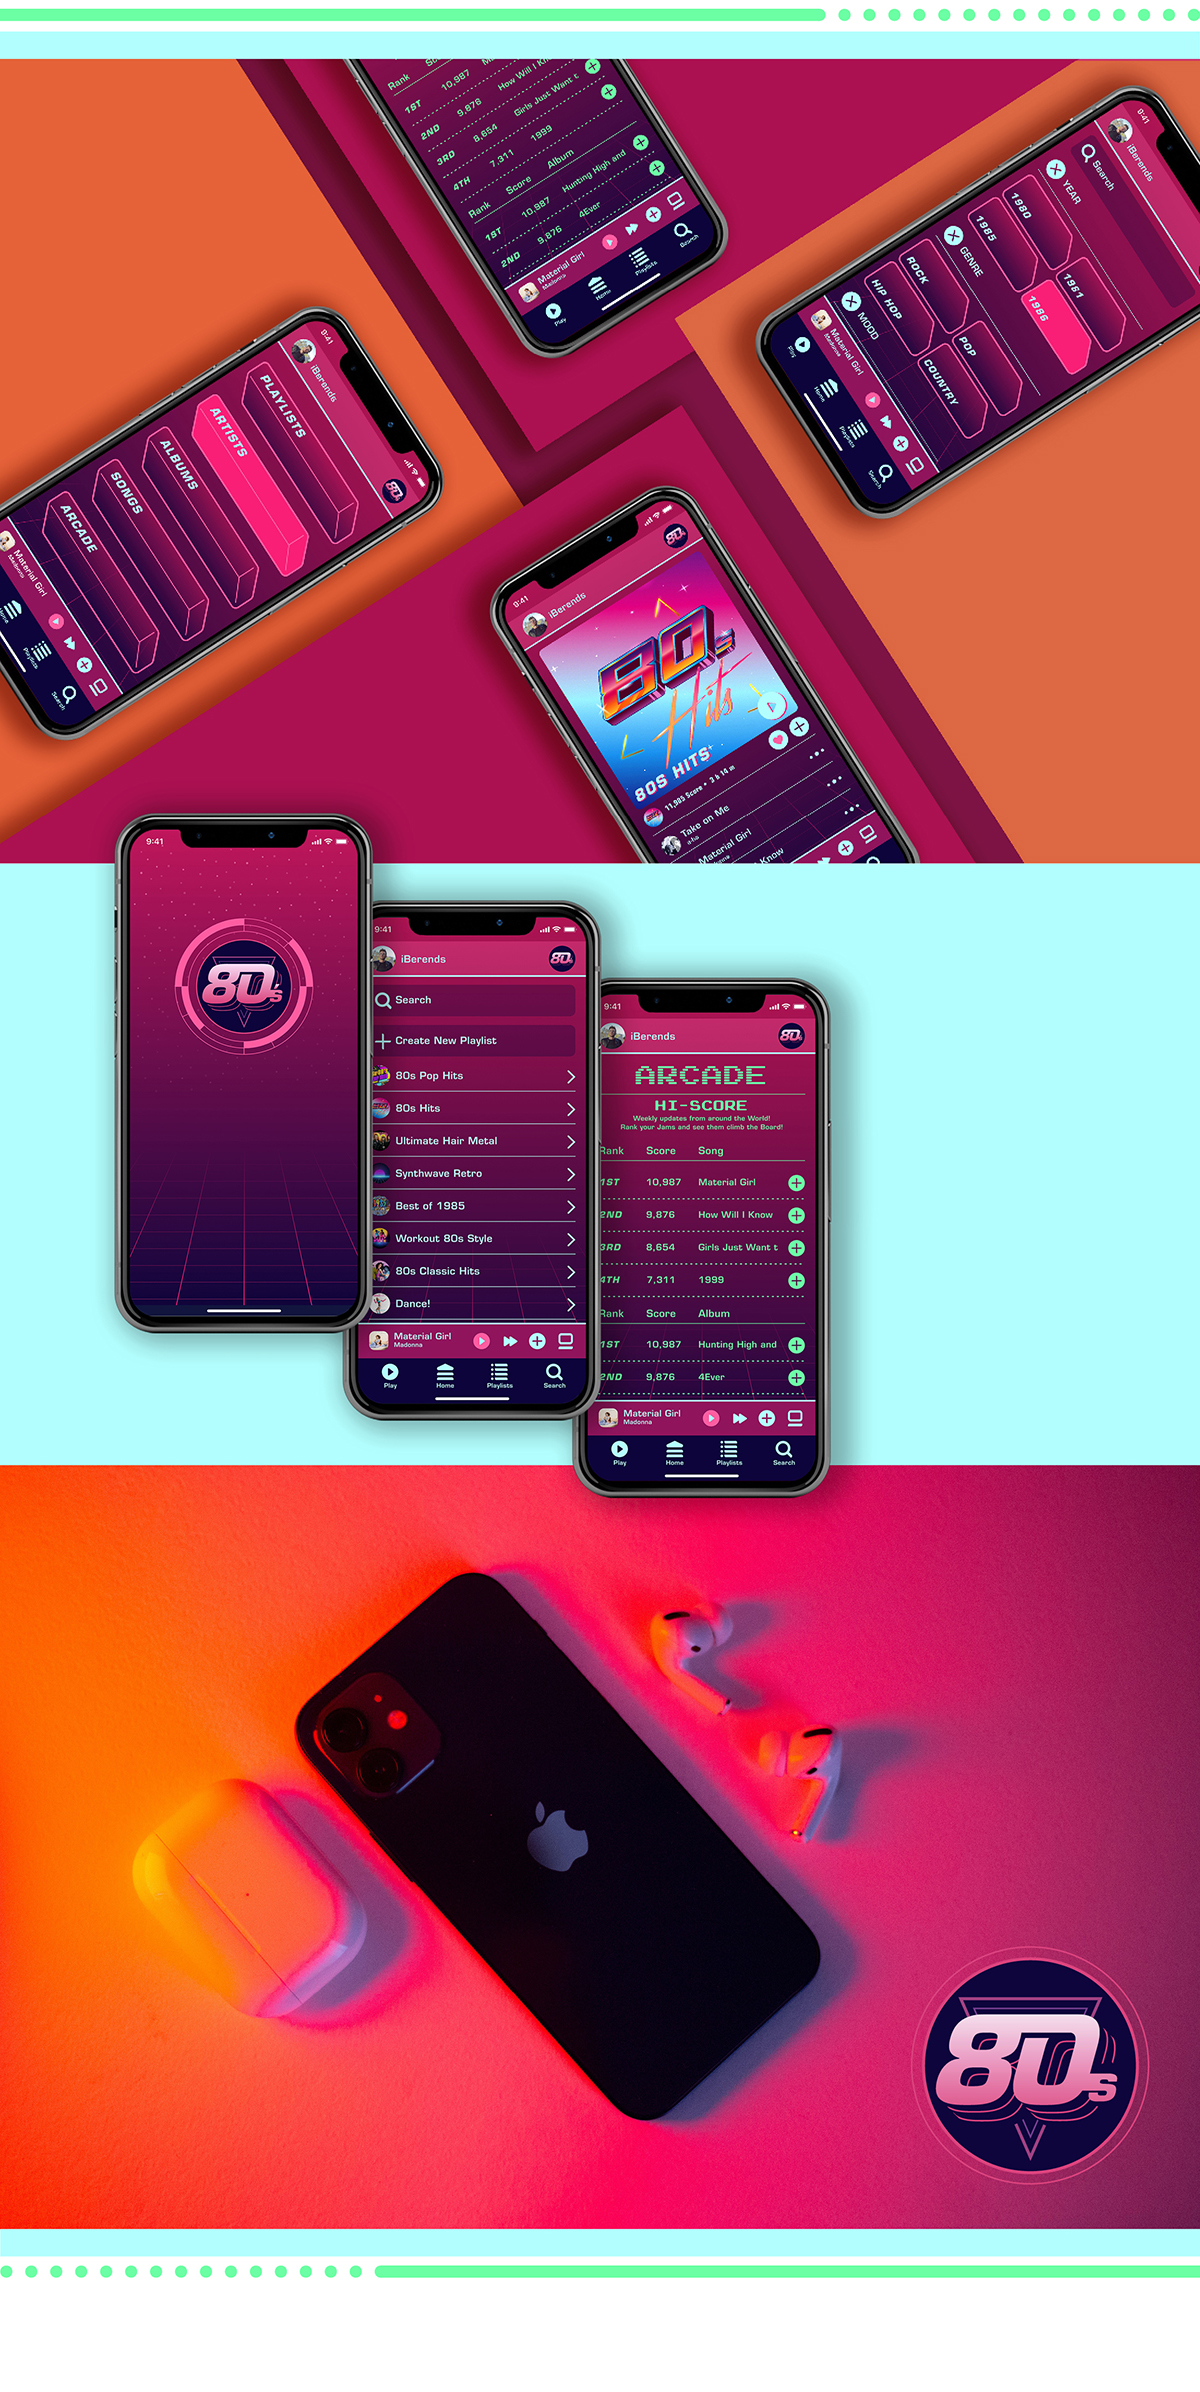 Rank
1ST 10,987
2ND 9,876 How Will I Kn
3RD 8,654 Girls Just Want t
4TH 7,311 1999
Rank Score Album
1ST 10,987 Hunting High and
2ND 9,876 4Ever
Material Girl
Madonna
Play Home Playlists Search
9:41
iBerends
Search
YEAR
1980 1961
1985 1986
GENRE
ROCK POP
HIP HOP COUNTRY
MOOD
Material Girl
Madonna
Play Home Playlists Search
9:41
iBerends
80s
PLAYLISTS
ARTISTS
ALBUMS
SONGS
ARCADE
Material Girl
Madonna
Home Playlists Search
9:41
iBerends
80s
80s
Hits
80S HITS
11,985 Score • 3 h 14 m
Take on Me
a-ha
Material Girl
Know
9:41
80's
9:41
iBerends
80s
Search
Create New Playlist
80s Pop Hits
80s Hits
Ultimate Hair Metal
Synthwave Retro
Best of 1985
Workout 80s Style
80s Classic Hits
Dance!
Material Girl
Madonna
Play Home Playlists Search
9:41
iBerends
80s
ARCADE
HI-SCORE
Weekly updates from around the World!
Rank your Jams and see them climb the Board!
Rank Score Song
1ST 10,987 Material Girl
2ND 9,876 How Will I Know
3RD 8,654 Girls Just Want t
4TH 7,311 1999
Rank Score Album
1ST 10,987 Hunting High and
2ND 9,876 4Ever
Material Girl
Madonna
Play Home Playlists Search
80s